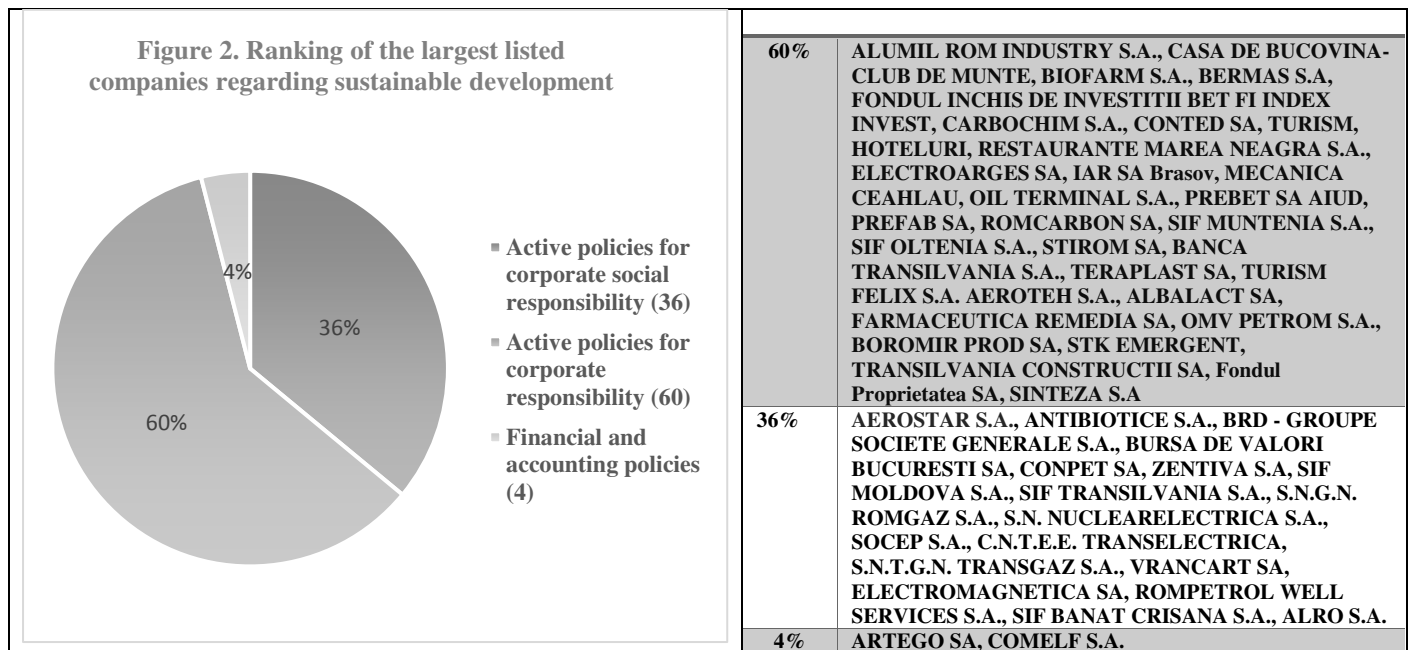 Figure 2. Ranking of the largest listed
companies regarding sustainable development
4%
36%
60%
Active policies for
corporate social
responsibility (36)
Active policies for
corporate
responsibility (60)
Financial and
accounting policies
(4)
60% ALUMIL ROM INDUSTRY S.A., CASA DE BUCOVINA-
CLUB DE MUNTE, BIOFARM S.A., BERMAS S.A,
FONDUL INCHIS DE INVESTITII BET FI INDEX
INVEST, CARBOCHIM S.A., CONTED SA, TURISM,
HOTELURI, RESTAURANTE MAREA NEAGRA S.A.,
ELECTROARGES SA, IAR SA Brasov, MECANICA
CEAHLAU, OIL TERMINAL S.A., PREBET SA AIUD,
PREFAB SA, ROMCARBON SA, SIF MUNTENIA S.A.,
SIF OLTENIA S.A., STIROM SA, BANCA
TRANSILVANIA S.A., TERAPLAST SA, TURISM
FELIX S.A. AEROTEH S.A., ALBALACT SA,
FARMACEUTICA REMEDIA SA, OMV PETROM S.A.,
BOROMIR PROD SA, STK EMERGENT,
TRANSILVANIA CONSTRUCTII SA, Fondul
Proprietatea SA, SINTEZA S.A
36% AEROSTAR S.A., ANTIBIOTICE S.A., BRD - GROUPE
SOCIETE GENERALE S.A., BURSA DE VALORI
BUCURESTI SA, CONPET SA, ZENTIVA S.A, SIF
MOLDOVA S.A., SIF TRANSILVANIA S.A., S.N.G.N.
ROMGAZ S.A., S.N. NUCLEARELECTRICA S.A.,
SOCEP S.A., C.N.T.E.E. TRANSELECTRICA,
S.N.T.G.N. TRANSGAZ S.A., VRANCART SA,
ELECTROMAGNETICA SA, ROMPETROL WELL
SERVICES S.A., SIF BANAT CRISANA S.A., ALRO S.A.
4% ARTEGO SA, COMELF S.A.